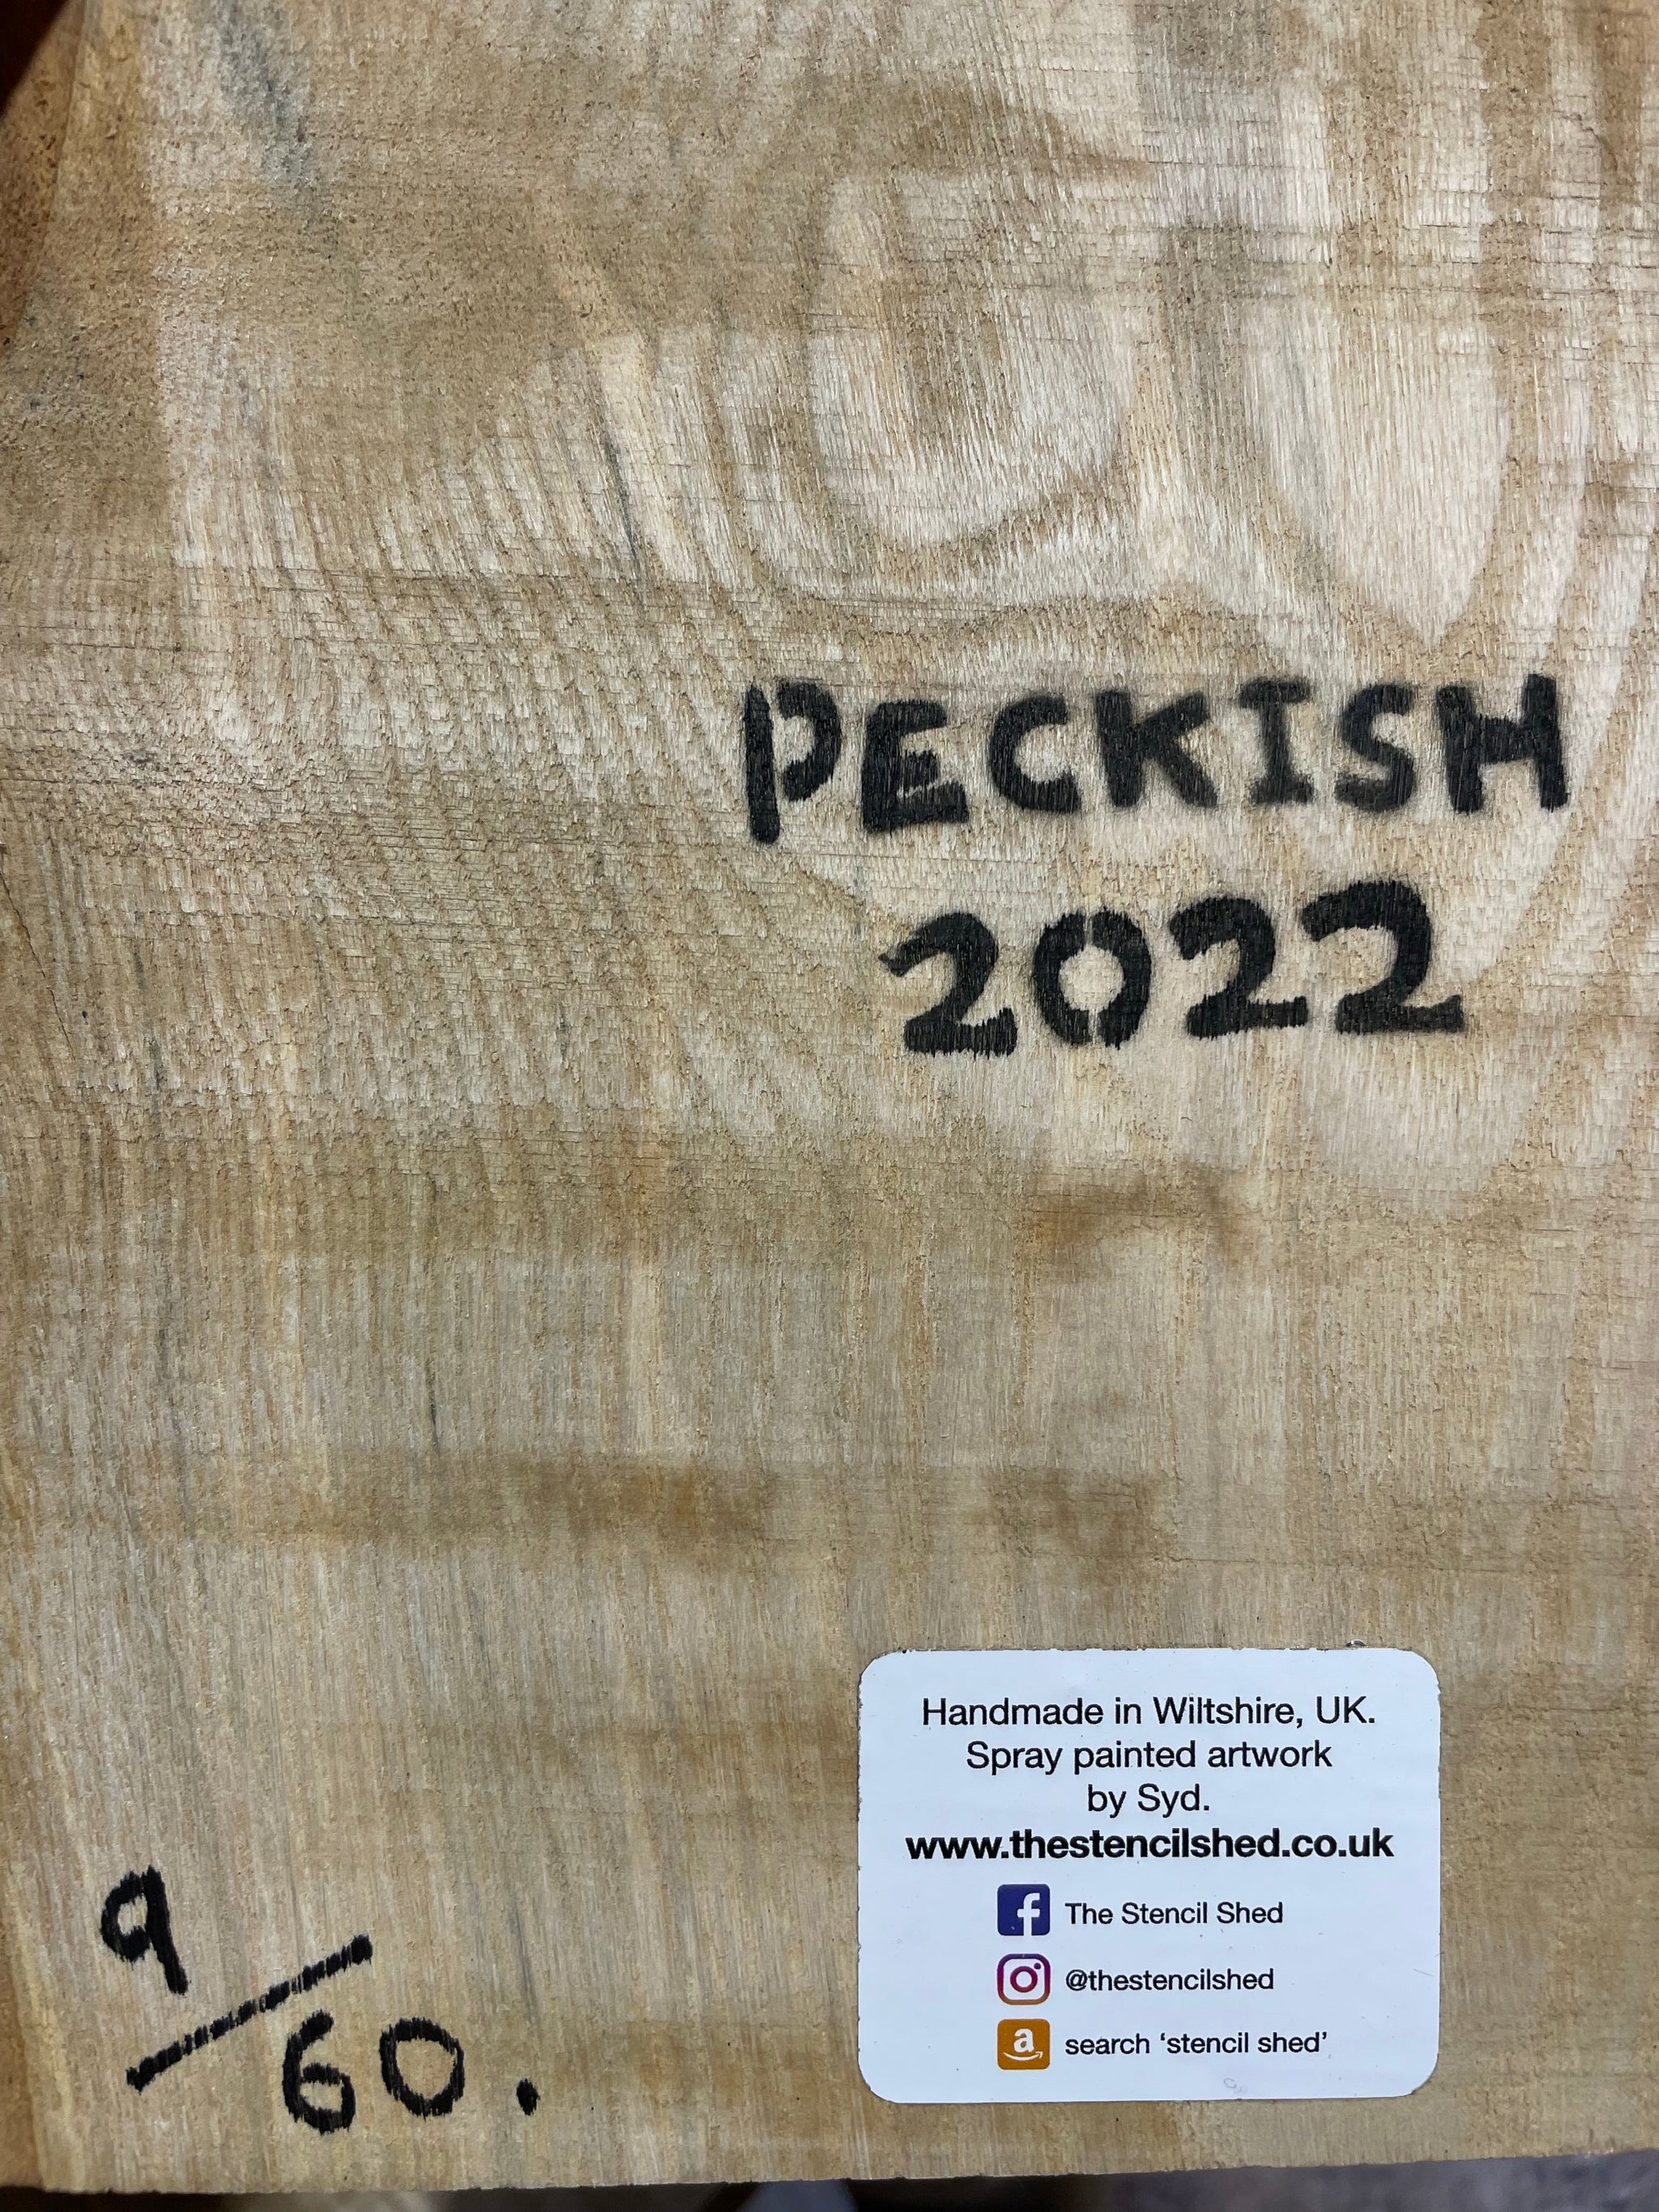 PECKISH
2022
Handmade in Wiltshire, UK.
Spray painted artwork
by Syd.
www.thestencilshed.co.uk
f The Stencil Shed
@thestencilshed
a search ‘stencil shed’
9/60.